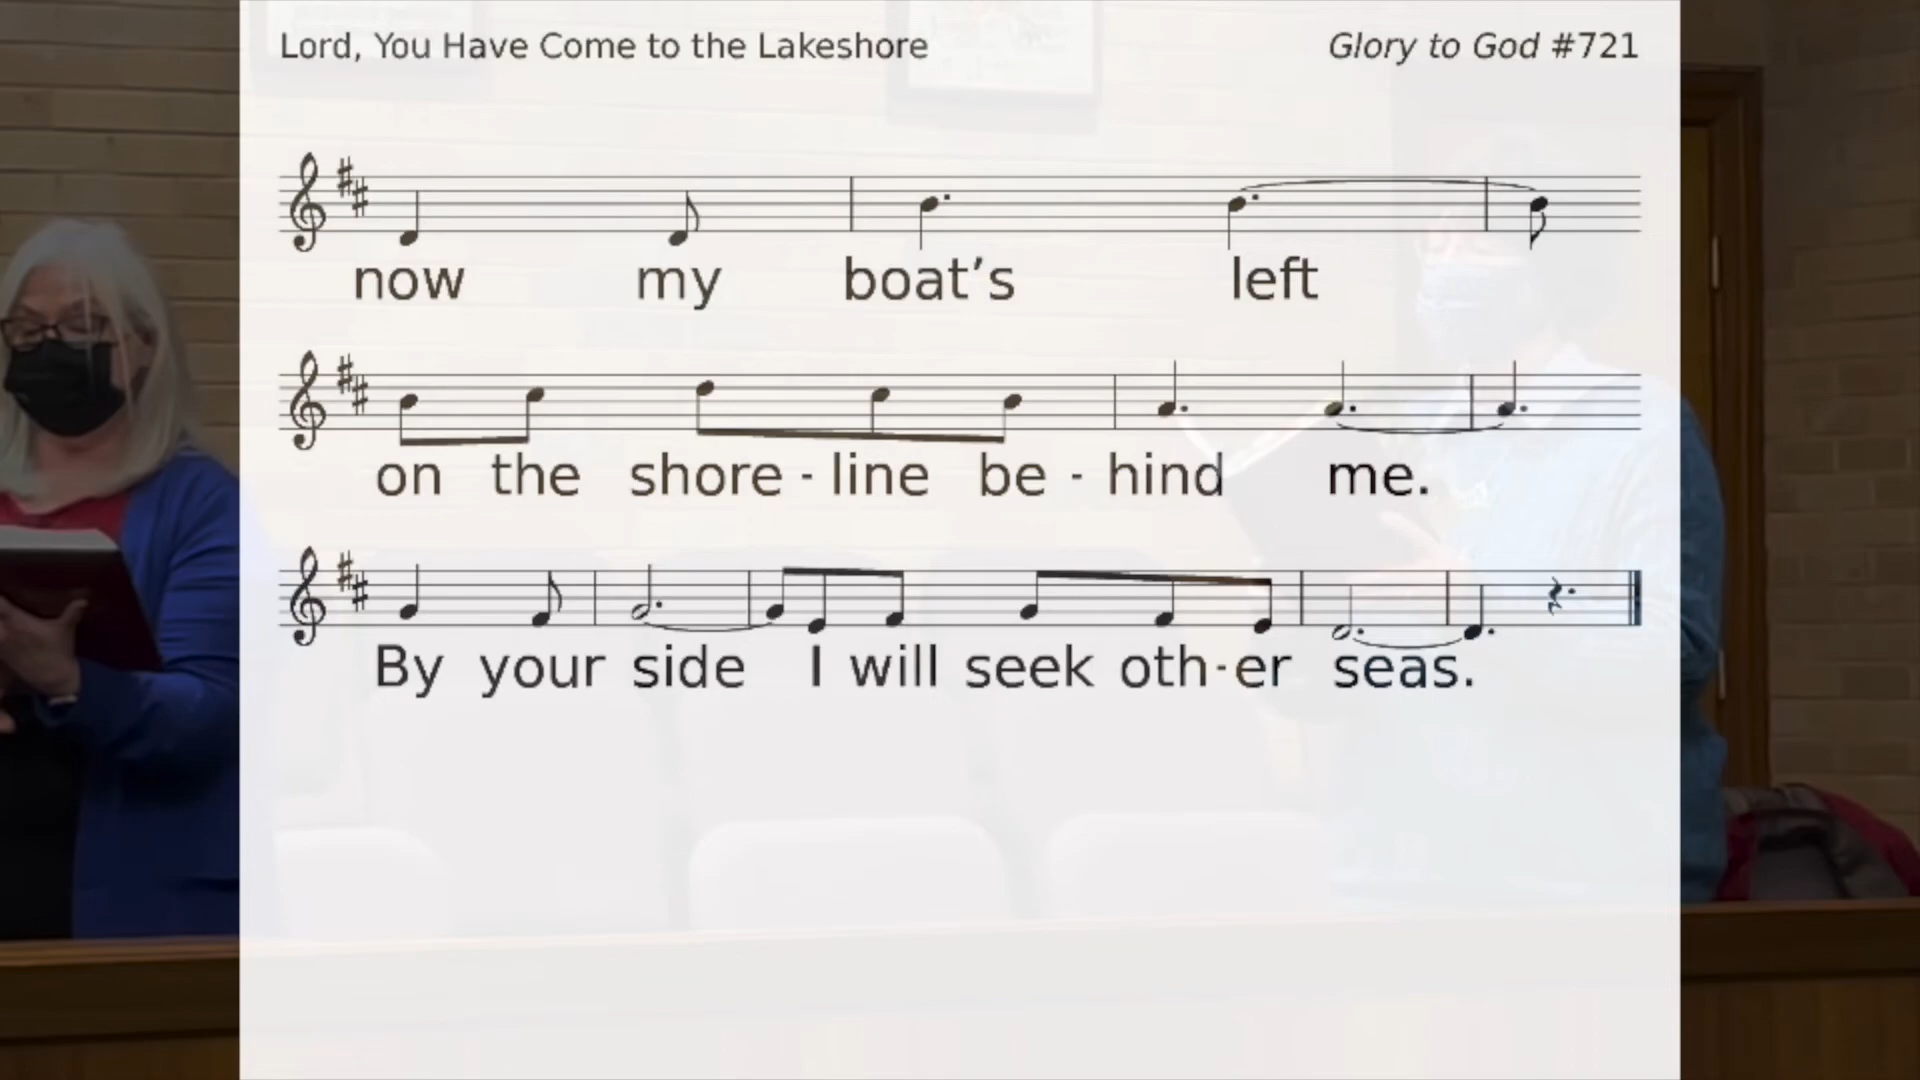 Lord, You Have Come to the Lakeshore
Glory to God #721
now my boat’s left
on the shore - line be - hind me.
By your side I will seek oth - er seas.